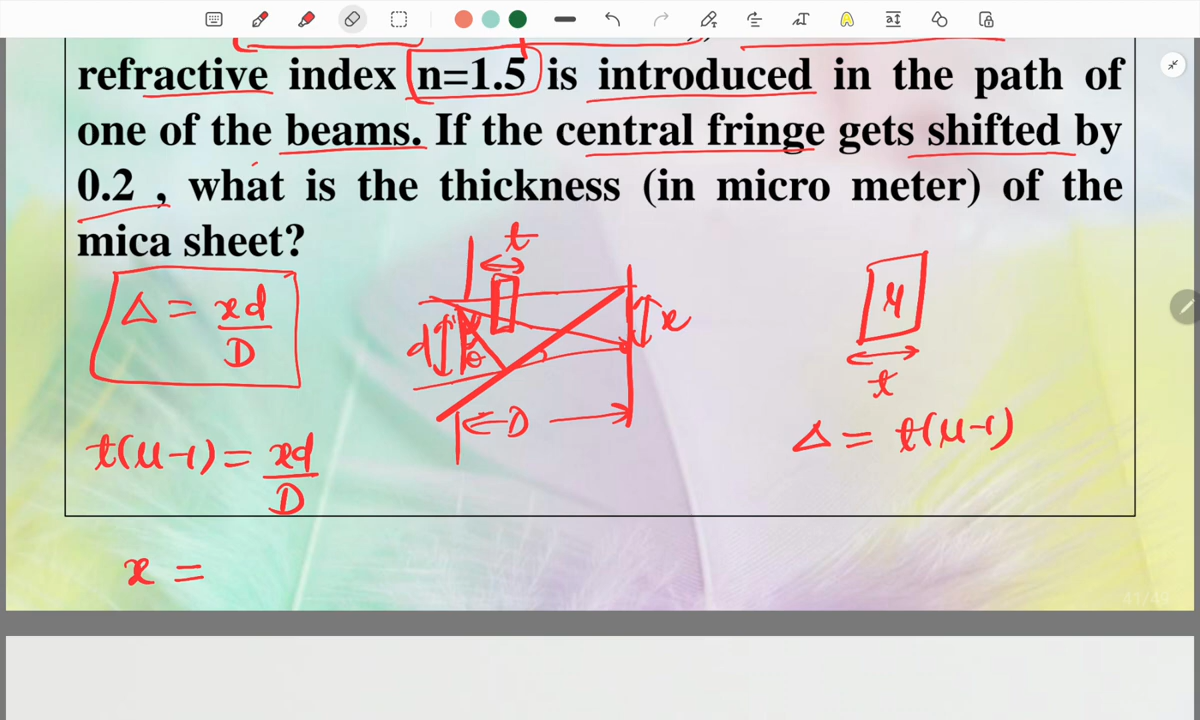 refractive index n=1.5 is introduced in the path of
one of the beams. If the central fringe gets shifted by
0.2 , what is the thickness (in micro meter) of the
mica sheet?
t
Δ = xd/D
d
θ
x
μ
t
D
Δ = t(μ-1)
t(μ-1) = xd/D
x =
41/49